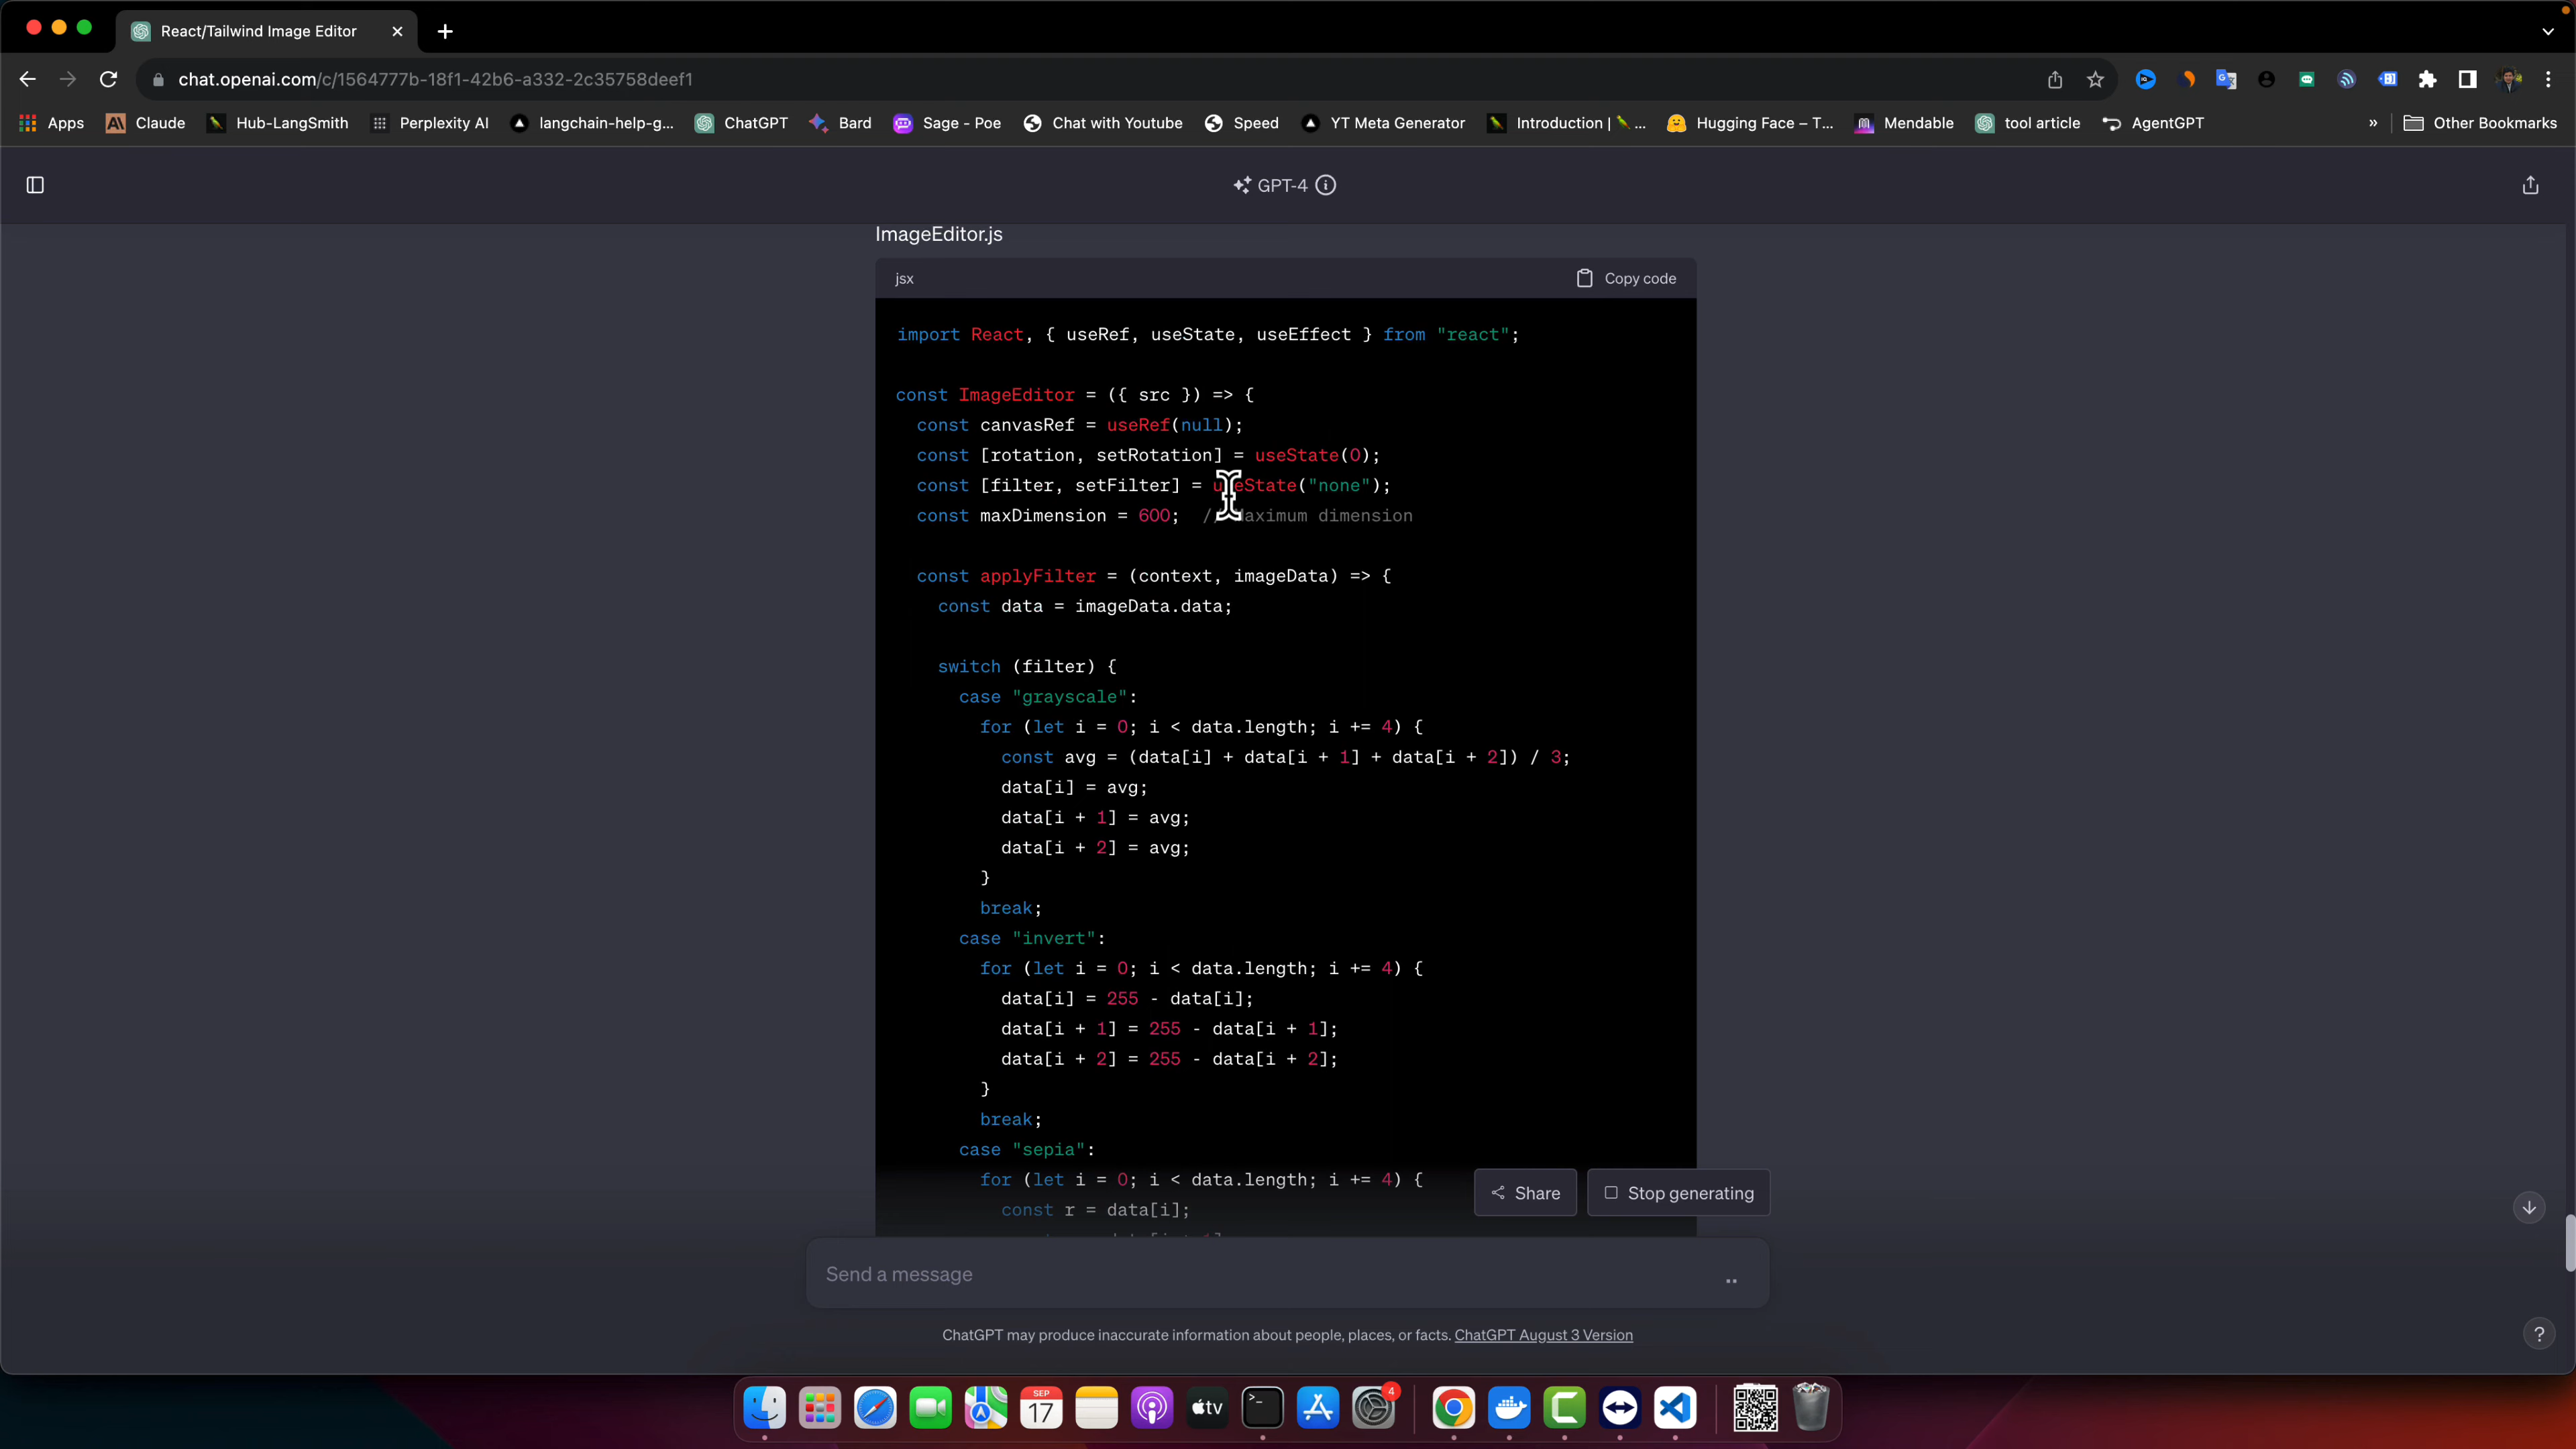 React/Tailwind Image Editor
chat.openai.com/c/1564777b-18f1-42b6-a332-2c35758deef1
Apps Claude Hub-LangSmith Perplexity AI langchain-help-g... ChatGPT Bard Sage - Poe Chat with Youtube Speed YT Meta Generator Introduction | ... Hugging Face – T... Mendable tool article AgentGPT » Other Bookmarks
GPT-4
ImageEditor.js
jsx Copy code
import React, { useRef, useState, useEffect } from "react";
const ImageEditor = ({ src }) => {
const canvasRef = useRef(null);
const [rotation, setRotation] = useState(0);
const [filter, setFilter] = useState("none");
const maxDimension = 600; // Maximum dimension
const applyFilter = (context, imageData) => {
const data = imageData.data;
switch (filter) {
case "grayscale":
for (let i = 0; i < data.length; i += 4) {
const avg = (data[i] + data[i + 1] + data[i + 2]) / 3;
data[i] = avg;
data[i + 1] = avg;
data[i + 2] = avg;
}
break;
case "invert":
for (let i = 0; i < data.length; i += 4) {
data[i] = 255 - data[i];
data[i + 1] = 255 - data[i + 1];
data[i + 2] = 255 - data[i + 2];
}
break;
case "sepia":
for (let i = 0; i < data.length; i += 4) {
const r = data[i];
Share Stop generating
Send a message
ChatGPT may produce inaccurate information about people, places, or facts. ChatGPT August 3 Version
?
SEP
17
tv
4